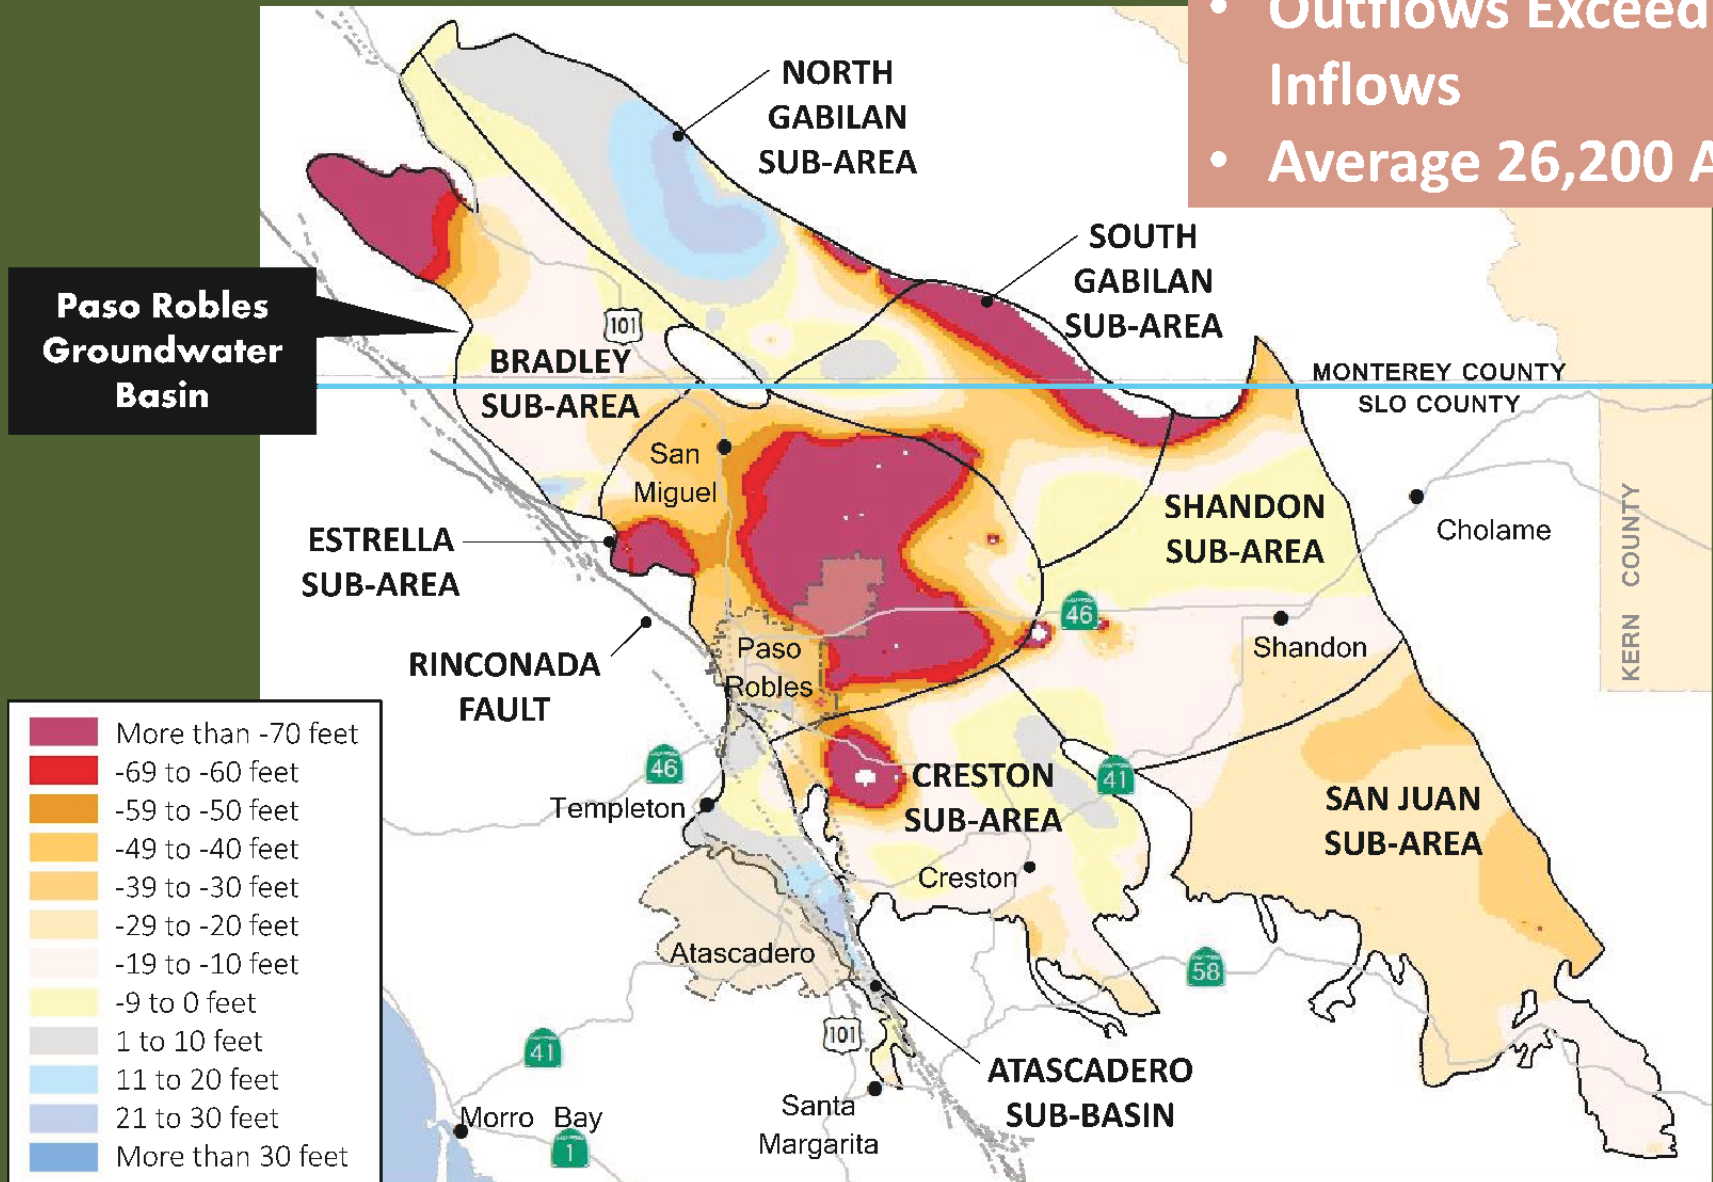 • Outflows Exceed
Inflows
• Average 26,200 A
NORTH
GABILAN
SUB-AREA
SOUTH
GABILAN
SUB-AREA
Paso Robles
Groundwater
Basin
101
BRADLEY
SUB-AREA
MONTEREY COUNTY
SLO COUNTY
San
Miguel
ESTRELLA
SUB-AREA
SHANDON
SUB-AREA
Cholame
KERN COUNTY
46
Shandon
RINCONADA
FAULT
Paso
Robles
46
Templeton
CRESTON
SUB-AREA
41
SAN JUAN
SUB-AREA
Creston
Atascadero
58
101
41
ATASCADERO
SUB-BASIN
Santa
Margarita
Morro Bay
1
More than -70 feet
-69 to -60 feet
-59 to -50 feet
-49 to -40 feet
-39 to -30 feet
-29 to -20 feet
-19 to -10 feet
-9 to 0 feet
1 to 10 feet
11 to 20 feet
21 to 30 feet
More than 30 feet